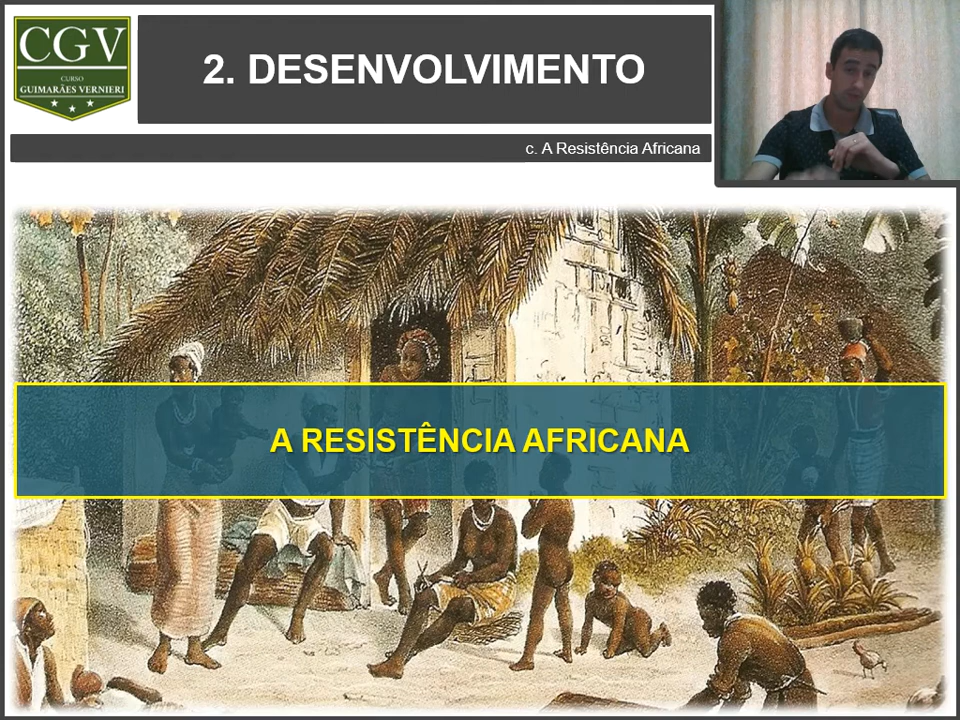 CGV
CURSO
GUIMARÃES VERNIERI
2. DESENVOLVIMENTO
c. A Resistência Africana
A RESISTÊNCIA AFRICANA